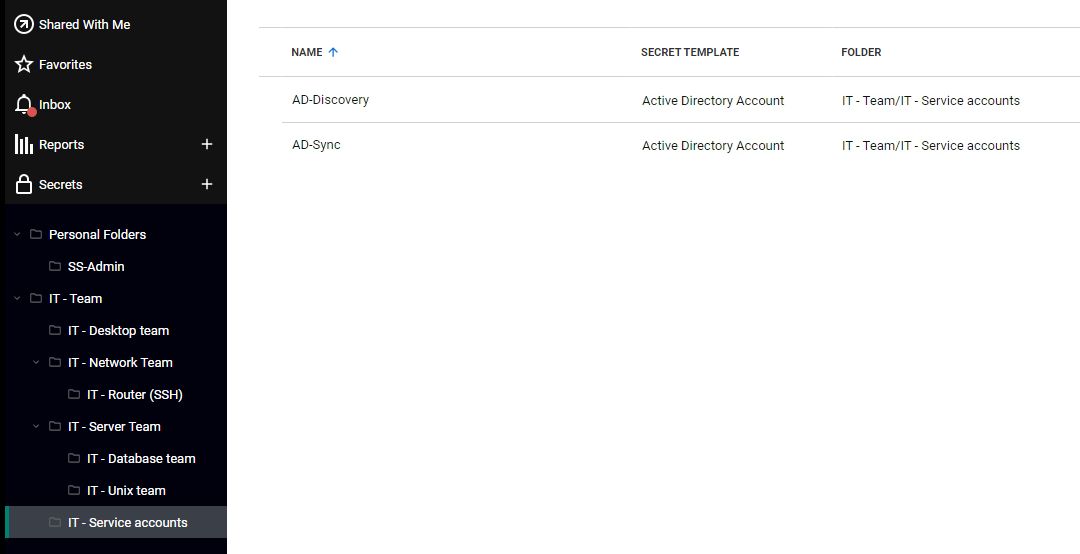 Shared With Me
Favorites
Inbox
Reports
Secrets
Personal Folders
SS-Admin
IT - Team
IT - Desktop team
IT - Network Team
IT - Router (SSH)
IT - Server Team
IT - Database team
IT - Unix team
IT - Service accounts
NAME SECRET TEMPLATE FOLDER
AD-Discovery Active Directory Account IT - Team/IT - Service accounts
AD-Sync Active Directory Account IT - Team/IT - Service accounts